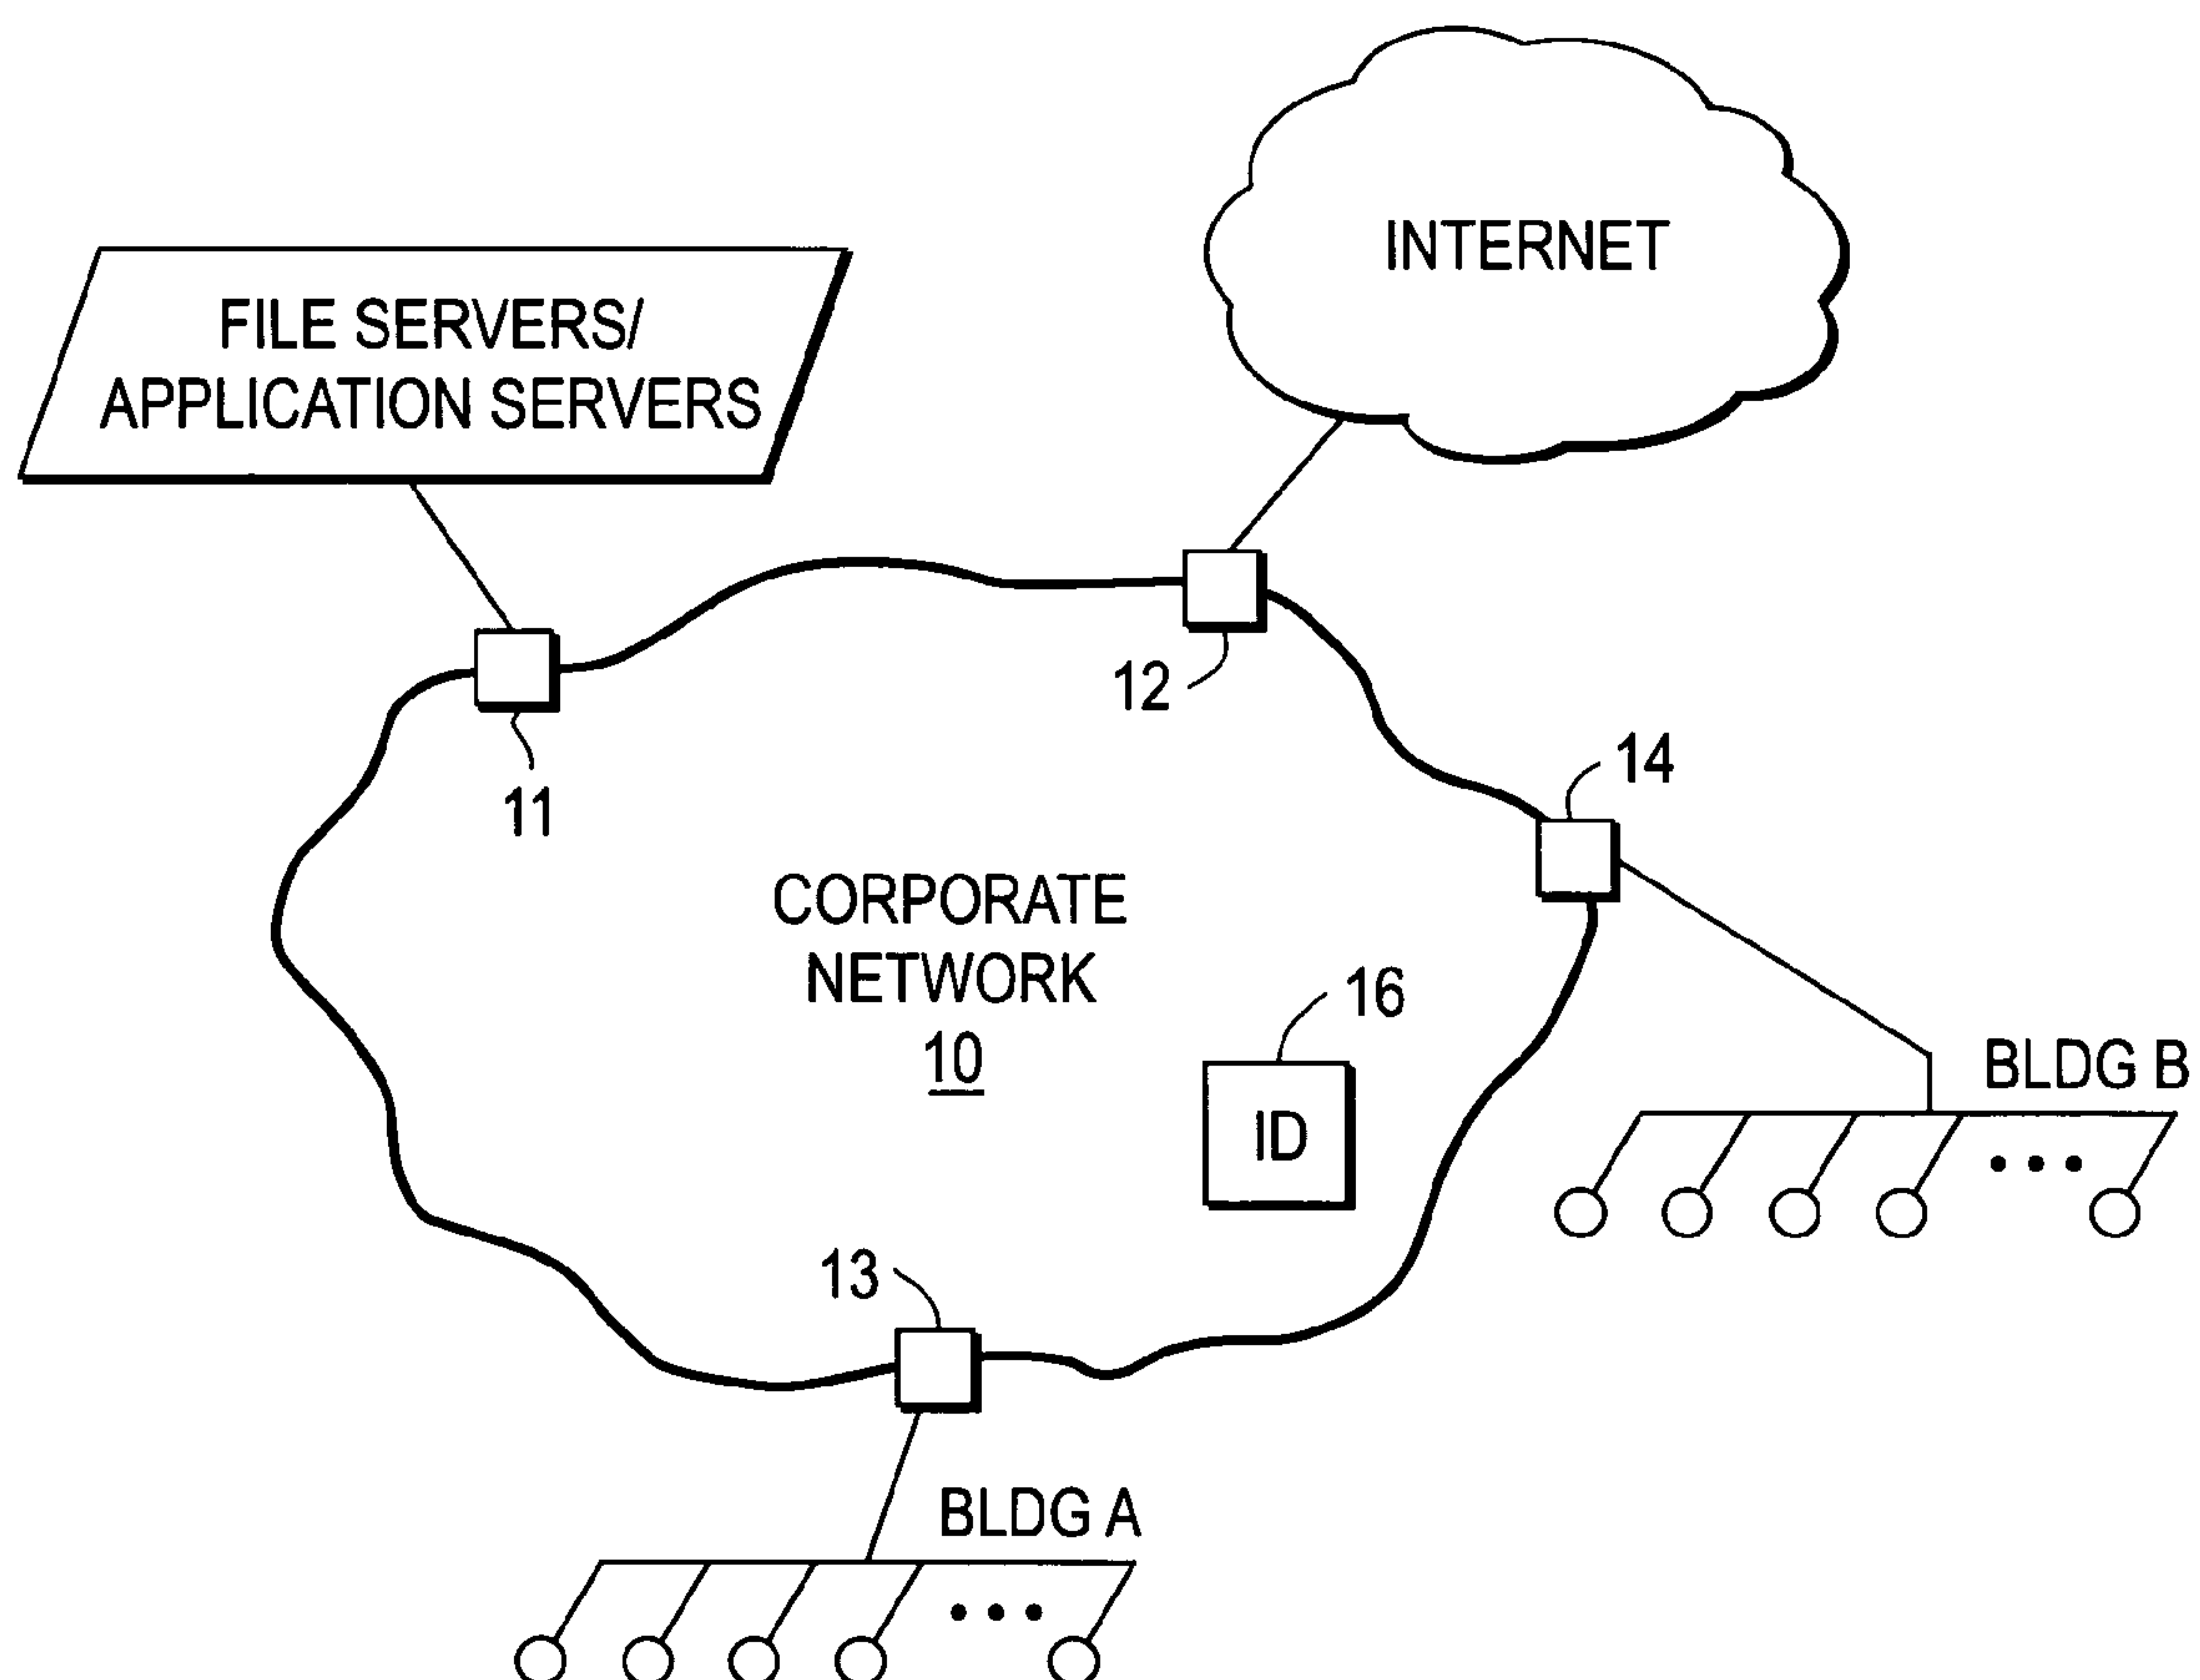 INTERNET
FILE SERVERS/
APPLICATION SERVERS
12
14
11
CORPORATE
NETWORK
10
16
ID
BLDG B
13
BLDG A